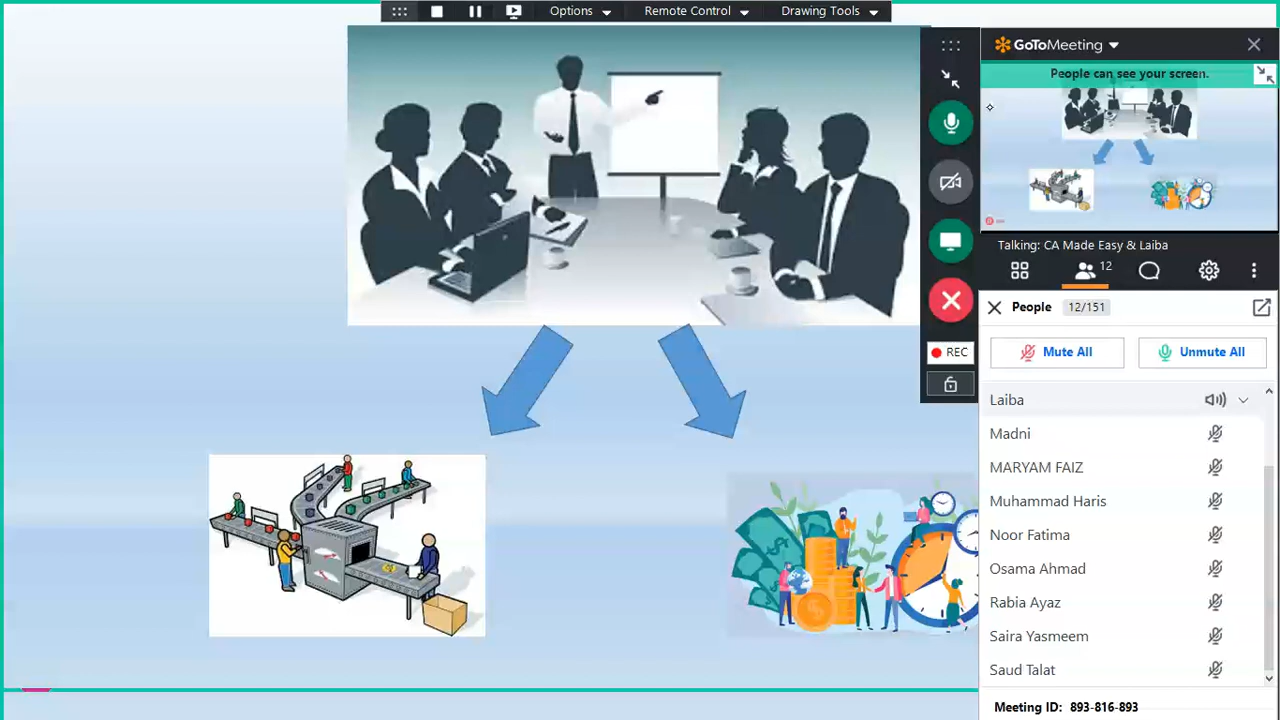 Options
Remote Control
Drawing Tools
GoToMeeting
People can see your screen.
Talking: CA Made Easy & Laiba
12
People 12/151
Mute All
Unmute All
REC
Laiba
Madni
MARYAM FAIZ
Muhammad Haris
Noor Fatima
Osama Ahmad
Rabia Ayaz
Saira Yasmeem
Saud Talat
Meeting ID: 893-816-893